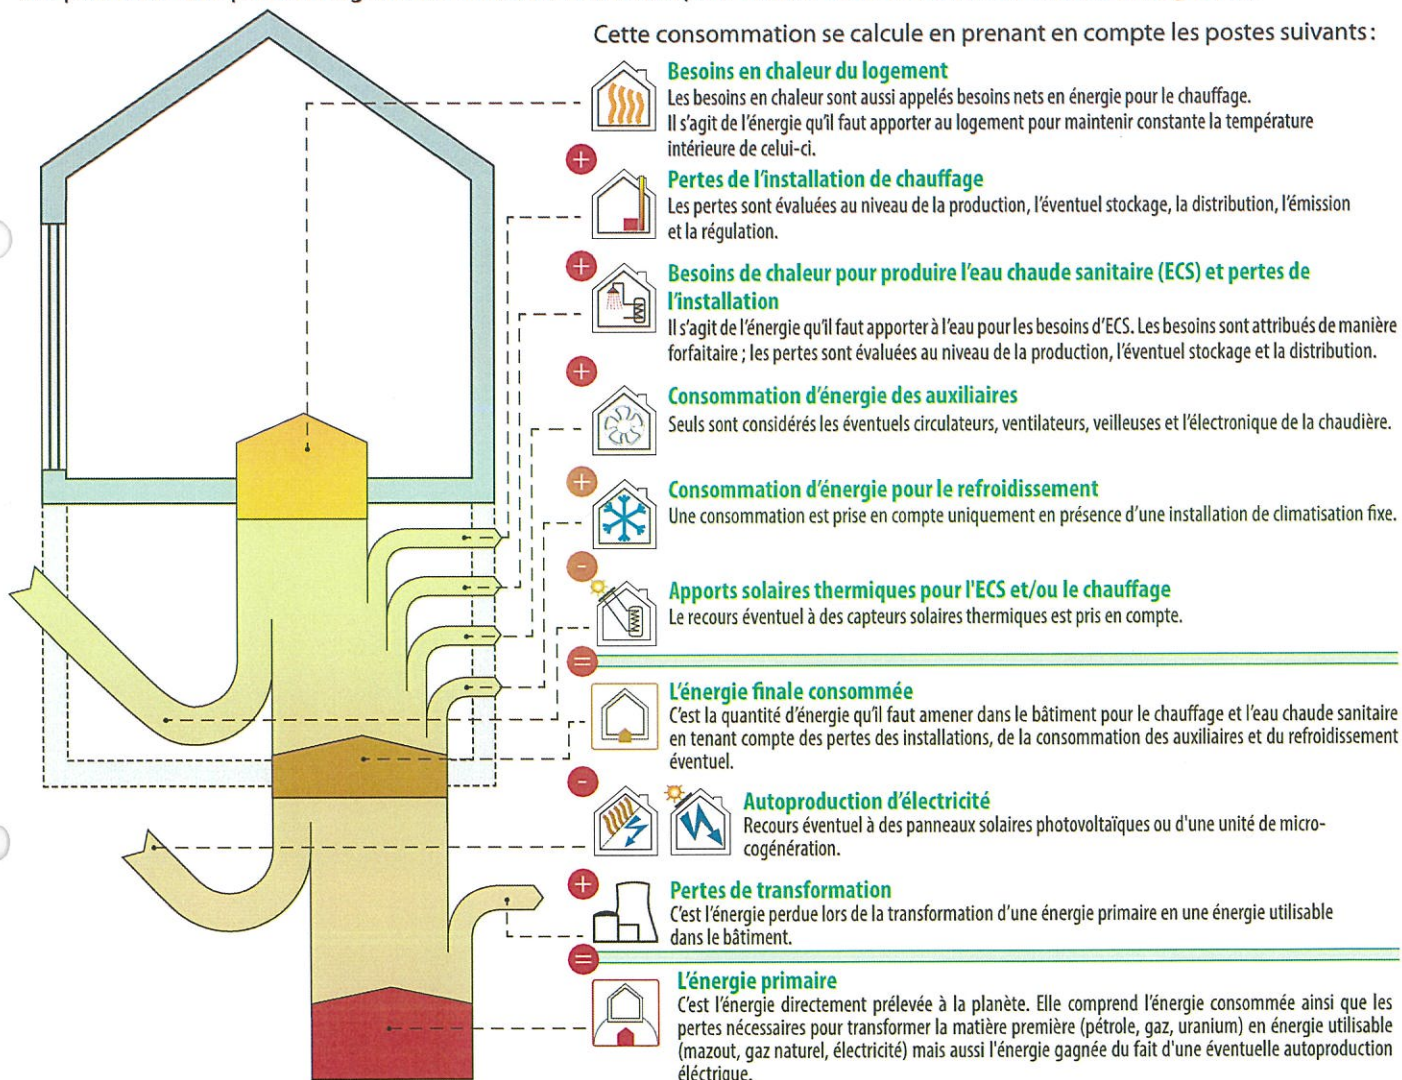 Cette consommation se calcule en prenant en compte les postes suivants :
Besoins en chaleur du logement
Les besoins en chaleur sont aussi appelés besoins nets en énergie pour le chauffage.
Il s'agit de l'énergie qu'il faut apporter au logement pour maintenir constante la température
intérieure de celui-ci.
+
Pertes de l'installation de chauffage
Les pertes sont évaluées au niveau de la production, l'éventuel stockage, la distribution, l'émission
et la régulation.
+
Besoins de chaleur pour produire l'eau chaude sanitaire (ECS) et pertes de
l'installation
Il s'agit de l'énergie qu'il faut apporter à l'eau pour les besoins d'ECS. Les besoins sont attribués de manière
forfaitaire ; les pertes sont évaluées au niveau de la production, l'éventuel stockage et la distribution.
+
Consommation d'énergie des auxiliaires
Seuls sont considérés les éventuels circulateurs, ventilateurs, veilleuses et l'électronique de la chaudière.
+
Consommation d'énergie pour le refroidissement
Une consommation est prise en compte uniquement en présence d'une installation de climatisation fixe.
-
Apports solaires thermiques pour l'ECS et/ou le chauffage
Le recours éventuel à des capteurs solaires thermiques est pris en compte.
=
L'énergie finale consommée
C'est la quantité d'énergie qu'il faut amener dans le bâtiment pour le chauffage et l'eau chaude sanitaire
en tenant compte des pertes des installations, de la consommation des auxiliaires et du refroidissement
éventuel.
-
Autoproduction d'électricité
Recours éventuel à des panneaux solaires photovoltaïques ou d'une unité de micro-
cogénération.
+
Pertes de transformation
C'est l'énergie perdue lors de la transformation d'une énergie primaire en une énergie utilisable
dans le bâtiment.
=
L'énergie primaire
C'est l'énergie directement prélevée à la planète. Elle comprend l'énergie consommée ainsi que les
pertes nécessaires pour transformer la matière première (pétrole, gaz, uranium) en énergie utilisable
(mazout, gaz naturel, électricité) mais aussi l'énergie gagnée du fait d'une éventuelle autoproduction
éléctrique.